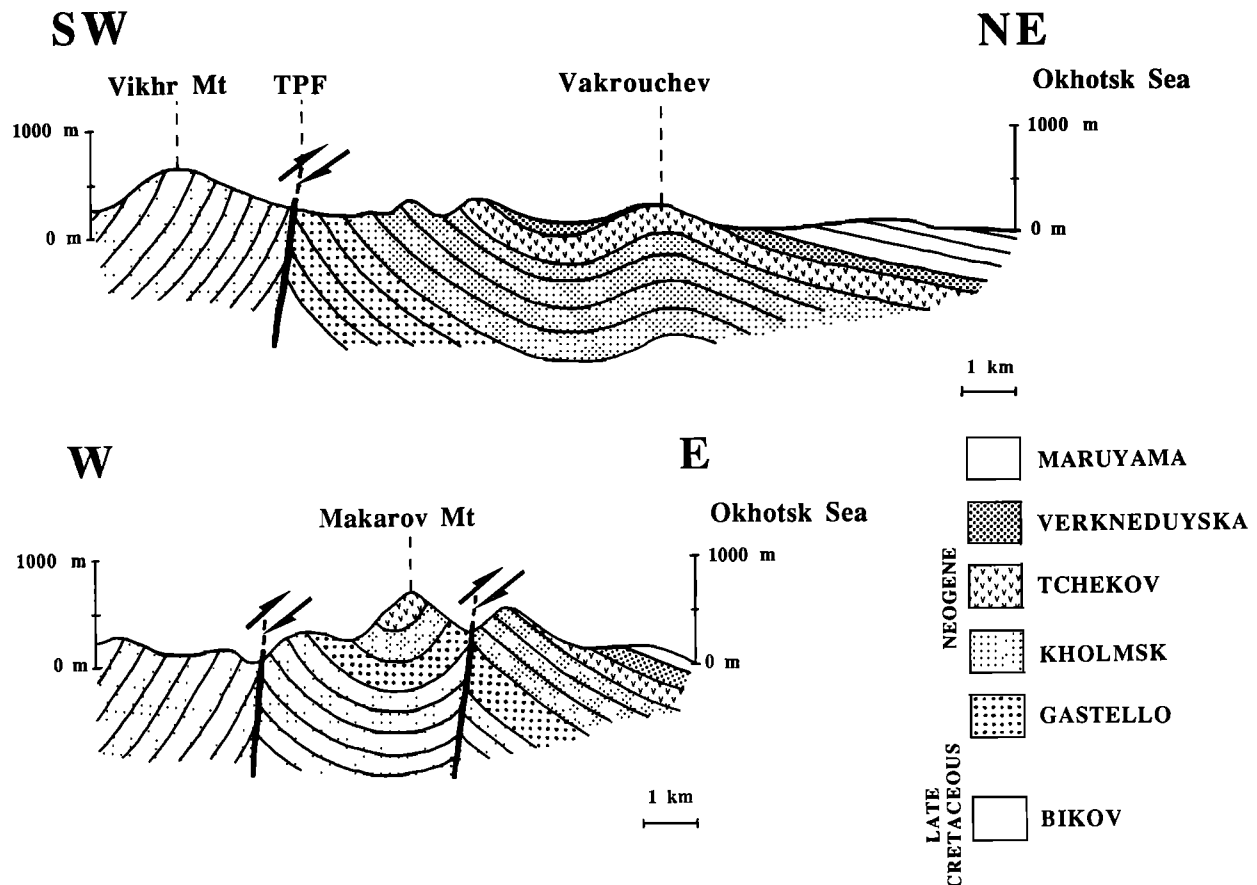 SW
NE
Vikhr Mt
TPF
Vakrouchev
Okhotsk Sea
1000 m
1000 m
0 m
0 m
1 km
W
E
Makarov Mt
Okhotsk Sea
1000 m
1000 m
0 m
0 m
1 km
MARUYAMA
VERKNEDUYSKA
TCHEKOV
KHOLMSK
GASTELLO
BIKOV
NEOGENE
LATE
CRETACEOUS